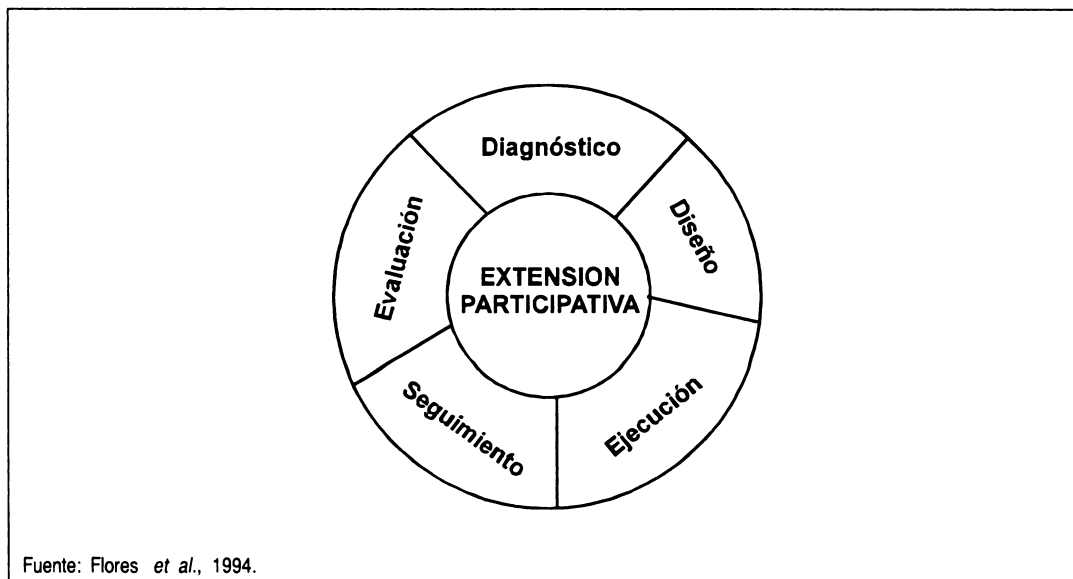 Diagnóstico
Diseño
Ejecución
Seguimiento
Evaluación
EXTENSION
PARTICIPATIVA
Fuente: Flores et al., 1994.